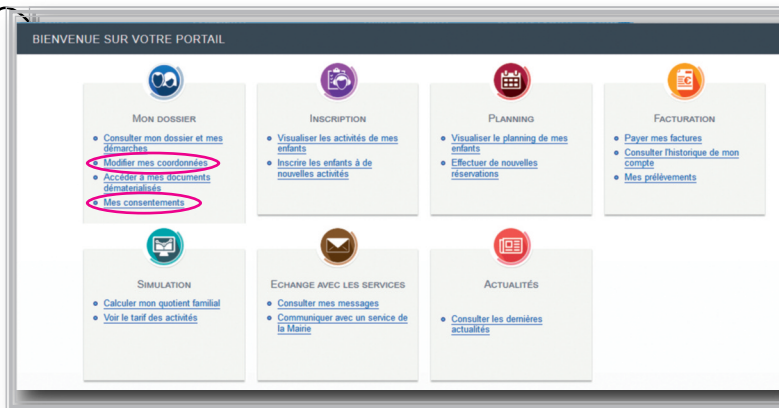 BIENVENUE SUR VOTRE PORTAIL
MON DOSSIER
Consulter mon dossier et mes
démarches
Modifier mes coordonnées
Accéder à mes documents
dématerialisés
Mes consentements
INSCRIPTION
Visualiser les activités de mes
enfants
Inscrire les enfants à de
nouvelles activités
PLANNING
Visualiser le planning de mes
enfants
Effectuer de nouvelles
réservations
FACTURATION
Payer mes factures
Consulter l'historique de mon
compte
Mes prélèvements
SIMULATION
Calculer mon quotient familial
Voir le tarif des activités
ECHANGE AVEC LES SERVICES
Consulter mes messages
Communiquer avec un service de
la Mairie
ACTUALITÉS
Consulter les dernières
actualités